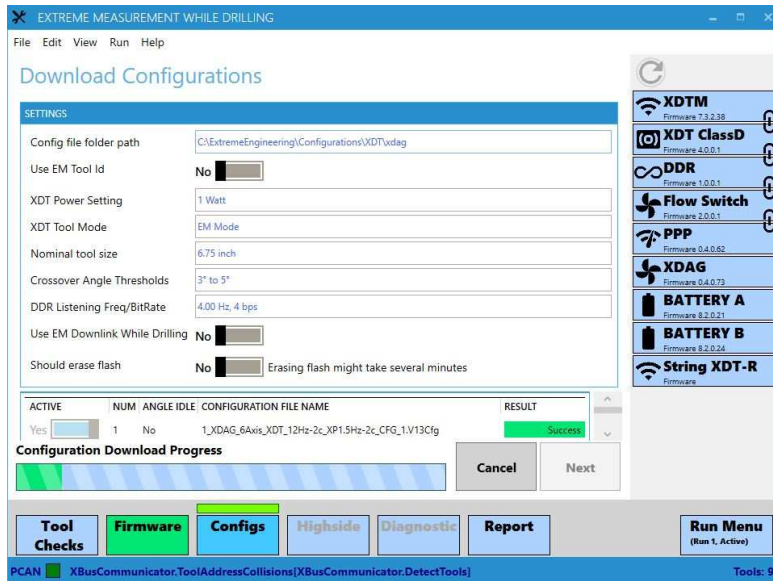 EXTREME MEASUREMENT WHILE DRILLING
File Edit View Run Help
Download Configurations
SETTINGS
Config file folder path C:\ExtremeEngineering\Configurations\XDT\xdag
Use EM Tool Id No
XDT Power Setting 1 Watt
XDT Tool Mode EM Mode
Nominal tool size 6.75 inch
Crossover Angle Thresholds 3° to 5°
DDR Listening Freq/BitRate 4.00 Hz, 4 bps
Use EM Downlink While Drilling No
Should erase flash No Erasing flash might take several minutes
ACTIVE NUM ANGLE IDLE CONFIGURATION FILE NAME RESULT
Yes 1 No 1_XDAG_6Axis_XDT_12Hz-2c_XP1.5Hz-2c_CFG_1.V13Cfg Success
Configuration Download Progress
Cancel Next
XDTM
Firmware 7.3.2.38
XDT ClassD
Firmware 4.0.0.1
DDR
Firmware 1.0.0.1
Flow Switch
Firmware 2.0.0.1
PPP
Firmware 0.4.0.62
XDAG
Firmware 0.4.0.73
BATTERY A
Firmware 8.2.0.21
BATTERY B
Firmware 8.2.0.24
String XDT-R
Firmware
Tool Checks Firmware Configs Highside Diagnostic Report Run Menu
(Run 1, Active)
PCAN XBusCommunicator.ToolAddressCollisions[XBusCommunicator.DetectTools] Tools: 9